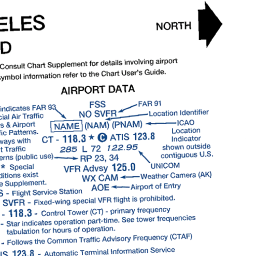 ELES
NORTH
D
Consult Chart Supplement for details involving airport
symbol information refer to the Chart User's Guide.
AIRPORT DATA
indicates FAR 93
FSS
FAR 91
cial Air Traffic
NO SVFR
Location Identifier
s & Airport
NAME (NAM) (PNAM)
ICAO
fic Patterns.
Location
ways with
CT - 118.3 * C ATIS 123.8
Indicator
t Traffic
285 L 72 122.95
shown outside
erns (public use)
RP 23, 34
contiguous U.S.
* Special
VFR Advsy 125.0
UNICOM
ditions exist
WX CAM
Weather Camera (AK)
e Supplement.
AOE
Airport of Entry
S - Flight Service Station
SVFR - Fixed-wing special VFR flight is prohibited.
- 118.3 - Control Tower (CT) - primary frequency
- Star indicates operation part-time. See tower frequencies
tabulation for hours of operation.
- Follows the Common Traffic Advisory Frequency (CTAF)
IS 123.8 - Automatic Terminal Information Service